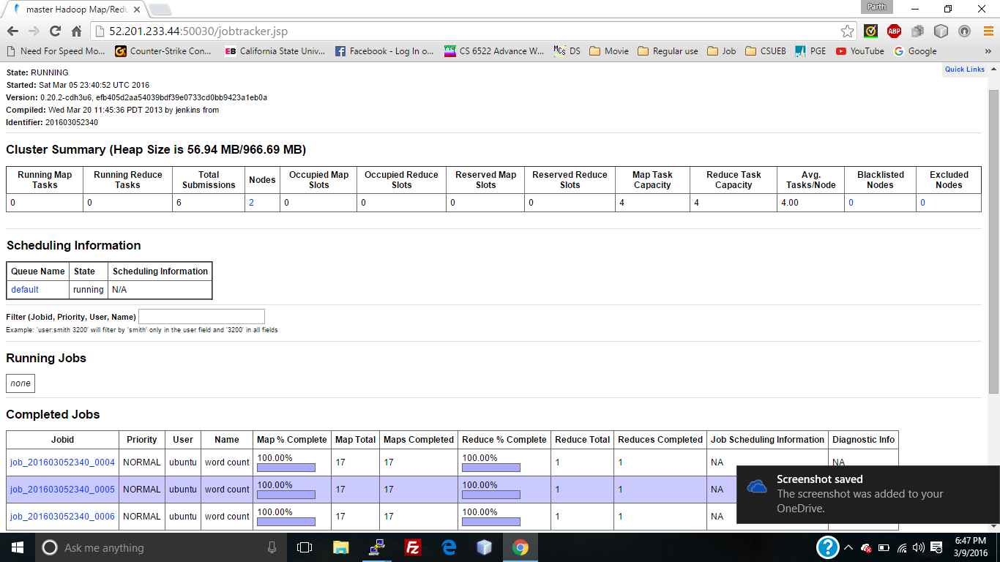 master Hadoop Map/Redu
Parth
52.201.233.44:50030/jobtracker.jsp
ABP
Need For Speed Mo...
Counter-Strike Con...
EB California State Univ...
Facebook - Log In o...
CS 6522 Advance W...
MCS DS
Movie
Regular use
Job
CSUEB
PGE
YouTube
Google
»
Quick Links
State: RUNNING
Started: Sat Mar 05 23:40:52 UTC 2016
Version: 0.20.2-cdh3u6, efb405d2aa54039bdf39e0733cd0bb9423a1eb0a
Compiled: Wed Mar 20 11:45:36 PDT 2013 by jenkins from
Identifier: 201603052340
Cluster Summary (Heap Size is 56.94 MB/966.69 MB)
Running Map Tasks Running Reduce Tasks Total Submissions Nodes Occupied Map Slots Occupied Reduce Slots Reserved Map Slots Reserved Reduce Slots Map Task Capacity Reduce Task Capacity Avg. Tasks/Node Blacklisted Nodes Excluded Nodes
0 0 6 2 0 0 0 0 4 4 4.00 0 0
Scheduling Information
Queue Name State Scheduling Information
default running N/A
Filter (Jobid, Priority, User, Name)
Example: 'user:smith 3200' will filter by 'smith' only in the user field and '3200' in all fields
Running Jobs
none
Completed Jobs
Jobid Priority User Name Map % Complete Map Total Maps Completed Reduce % Complete Reduce Total Reduces Completed Job Scheduling Information Diagnostic Info
job_201603052340_0004 NORMAL ubuntu word count 100.00% 17 17 100.00% 1 1 NA NA
job_201603052340_0005 NORMAL ubuntu word count 100.00% 17 17 100.00% 1 1 NA
job_201603052340_0006 NORMAL ubuntu word count 100.00% 17 17 100.00% 1 1 NA
Screenshot saved
The screenshot was added to your
OneDrive.
Ask me anything
Fz
6:47 PM
3/9/2016